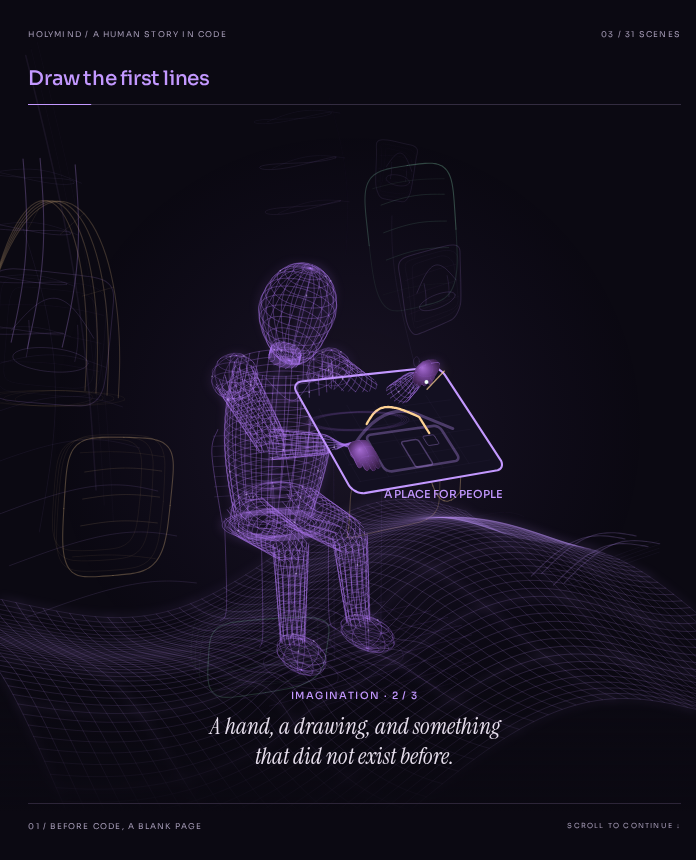 HOLYMIND / A HUMAN STORY IN CODE
03 / 31 SCENES
Draw the first lines
A PLACE FOR PEOPLE
IMAGINATION · 2 / 3
A hand, a drawing, and something
that did not exist before.
01 / BEFORE CODE, A BLANK PAGE
SCROLL TO CONTINUE ↓